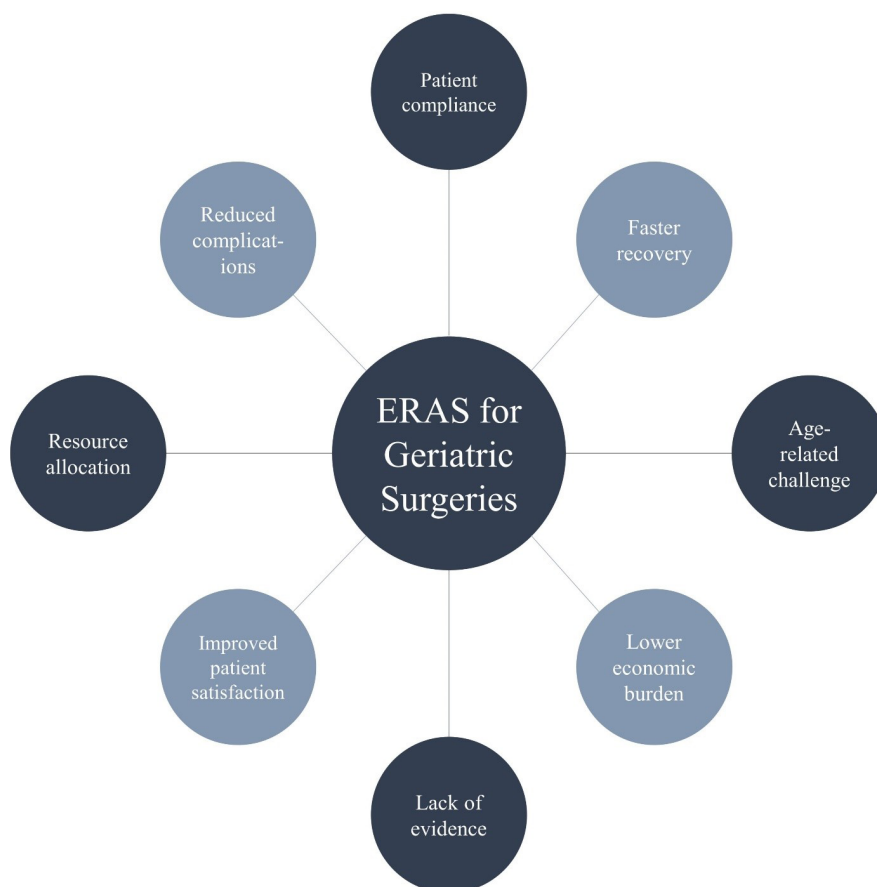 Patient
compliance
Reduced
complicat-
ions
Faster
recovery
Resource
allocation
ERAS for
Geriatric
Surgeries
Age-
related
challenge
Improved
patient
satisfaction
Lower
economic
burden
Lack of
evidence